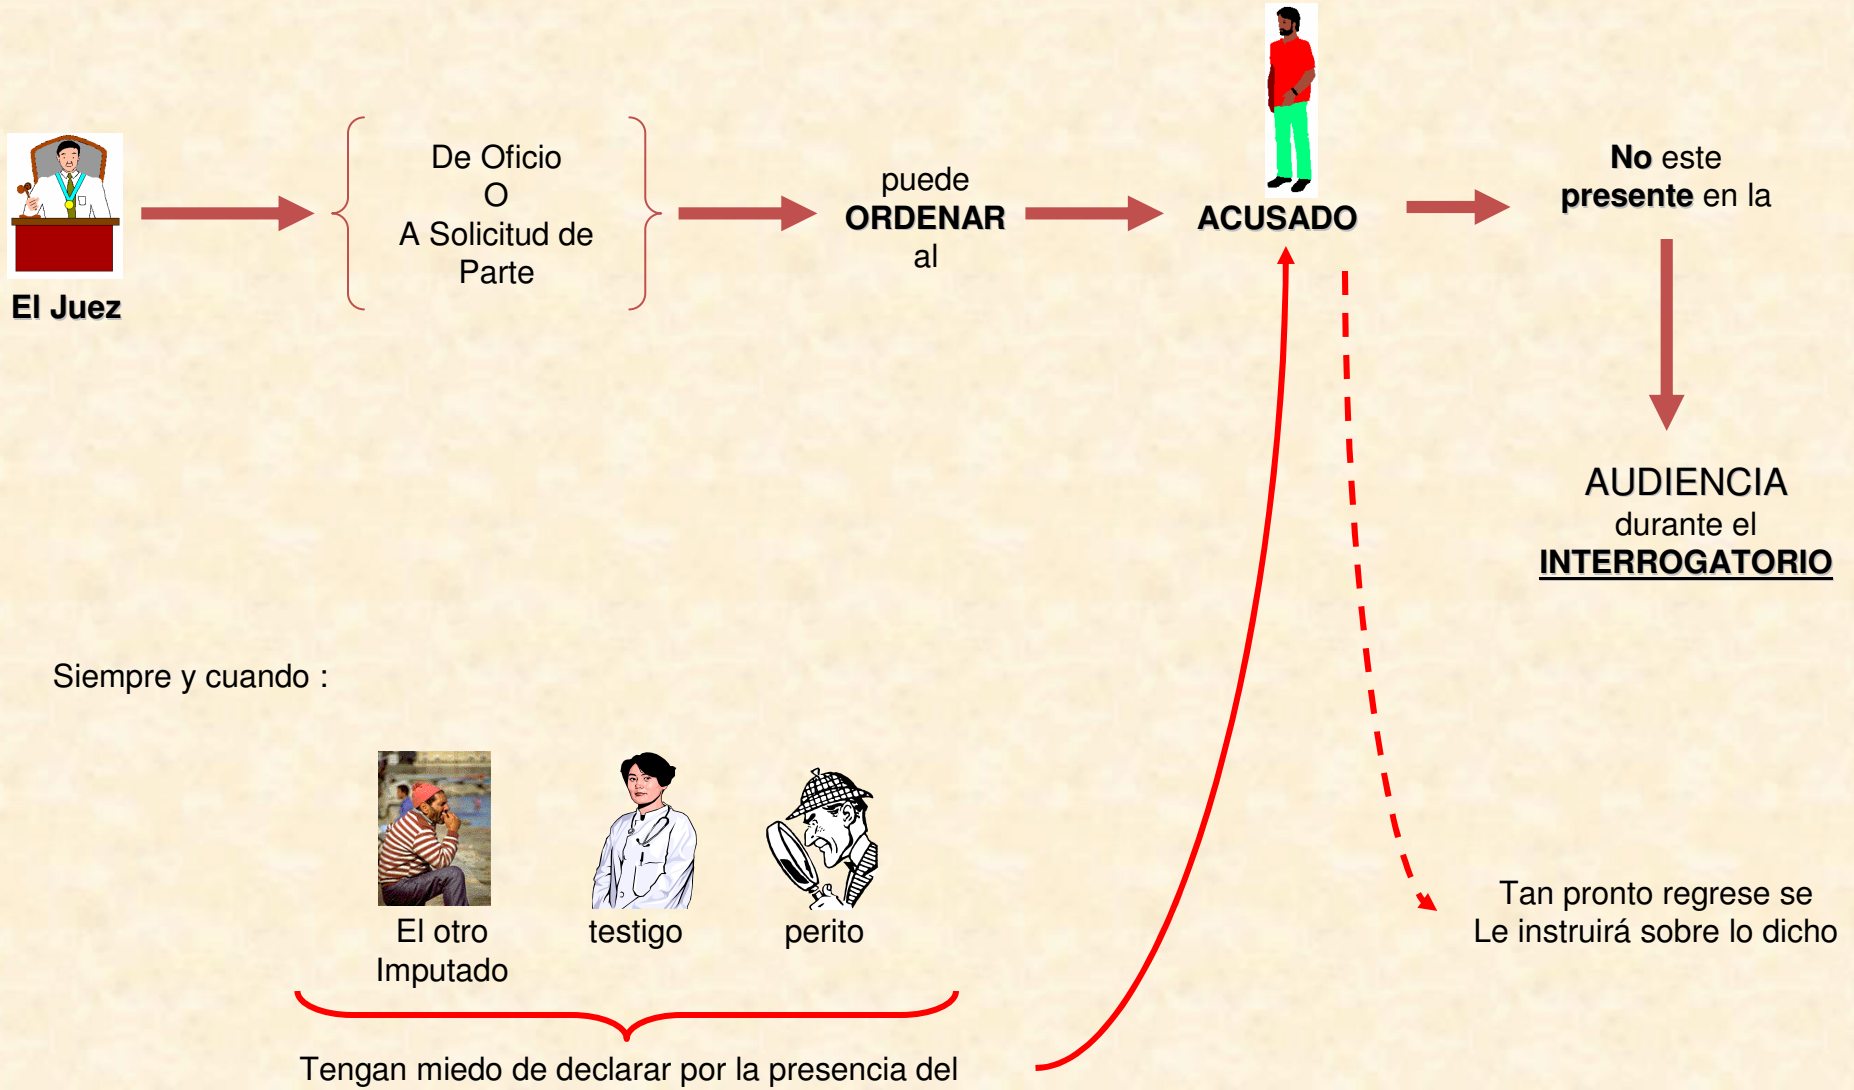 El Juez
De Oficio
O
A Solicitud de
Parte
puede
ORDENAR
al
ACUSADO
No este
presente en la
AUDIENCIA
durante el
INTERROGATORIO
Siempre y cuando :
El otro
Imputado
testigo
perito
Tengan miedo de declarar por la presencia del
Tan pronto regrese se
Le instruirá sobre lo dicho